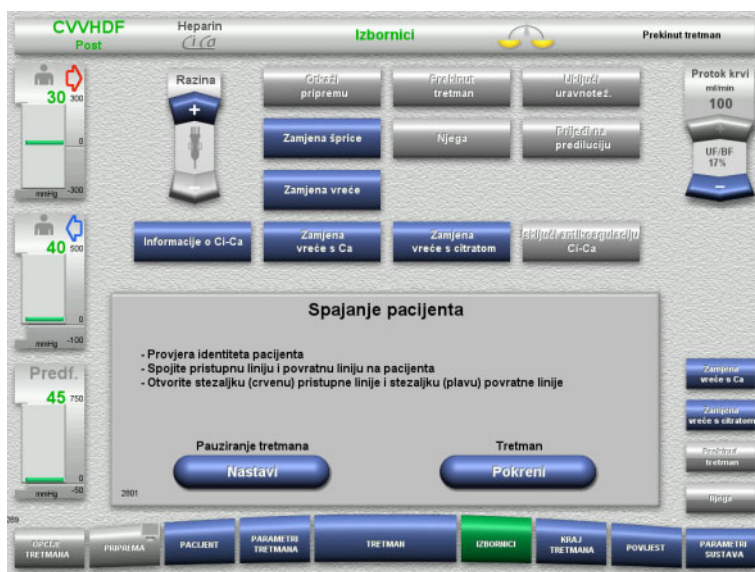 CVVHDF
Post
Heparin
CiCa
Izbornici
Prekinut tretman
30
300
0
mmHg
-300
40
500
0
mmHg
-100
Predf.
45
750
0
mmHg
-50
Razina
+
-
Otkaži
pripremu
Prekinut
tretman
Uključi
uravnotež.
Zamjena šprice
Njega
Prijeđi na
predilucija
Zamjena vreće
Informacije o Ci-Ca
Zamjena
vreće s Ca
Zamjena
vreće s citratom
Isključi antikoagulaciju
Ci-Ca
Protok krvi
ml/min
100
+
UF/BF
17%
-
Spajanje pacijenta
- Provjera identiteta pacijenta
- Spojite pristupnu liniju i povratnu liniju na pacijenta
- Otvorite stezaljku (crvenu) pristupne linije i stezaljku (plavu) povratne linije
Pauziranje tretmana
Nastavi
Tretman
Pokreni
2601
Zamjena
vreće s Ca
Zamjena
vreće s citratom
Prekinut
tretman
Njega
289
OPCIJE
TRETMANA
PRIPREMA
PACIJENT
PARAMETRI
TRETMANA
TRETMAN
IZBORNICI
KRAJ
TRETMANA
POVIJEST
PARAMETRI
SUSTAVA